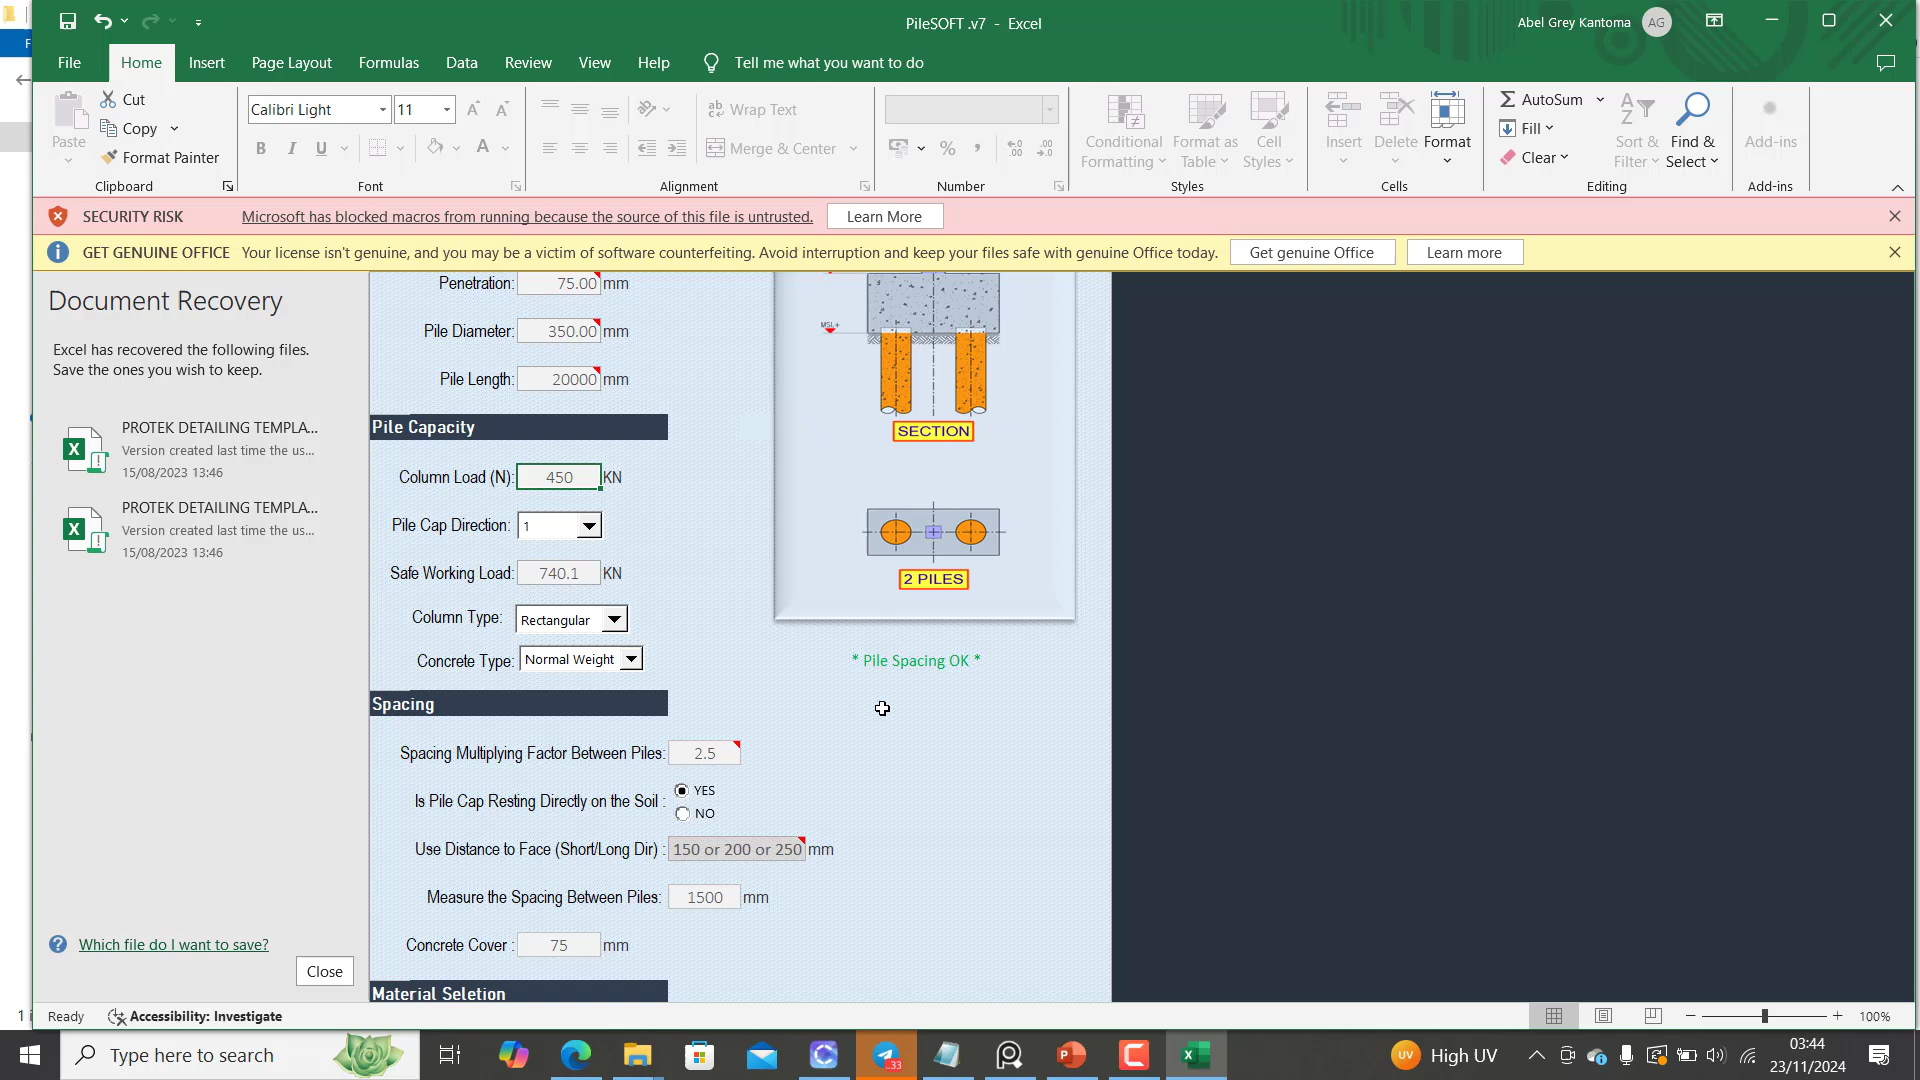 PileSOFT .v7 - Excel
Abel Grey Kantoma
AG
File
Home
Insert
Page Layout
Formulas
Data
Review
View
Help
Tell me what you want to do
Paste
Cut
Copy
Format Painter
Clipboard
Calibri Light
11
B I U
Font
Wrap Text
Merge & Center
Alignment
Number
Conditional Formatting
Format as Table
Cell Styles
Styles
Insert
Delete
Format
Cells
AutoSum
Fill
Clear
Sort & Filter
Find & Select
Editing
Add-ins
Add-ins
SECURITY RISK
Microsoft has blocked macros from running because the source of this file is untrusted.
Learn More
GET GENUINE OFFICE
Your license isn't genuine, and you may be a victim of software counterfeiting. Avoid interruption and keep your files safe with genuine Office today.
Get genuine Office
Learn more
Document Recovery
Excel has recovered the following files.
Save the ones you wish to keep.
PROTEK DETAILING TEMPLA...
Version created last time the us...
15/08/2023 13:46
PROTEK DETAILING TEMPLA...
Version created last time the us...
15/08/2023 13:46
Which file do I want to save?
Close
Penetration: 75.00 mm
Pile Diameter: 350.00 mm
Pile Length: 20000 mm
Pile Capacity
Column Load (N): 450 KN
Pile Cap Direction: 1
Safe Working Load: 740.1 KN
Column Type: Rectangular
Concrete Type: Normal Weight
Spacing
Spacing Multiplying Factor Between Piles: 2.5
Is Pile Cap Resting Directly on the Soil :
YES
NO
Use Distance to Face (Short/Long Dir) : 150 or 200 or 250 mm
Measure the Spacing Between Piles: 1500 mm
Concrete Cover : 75 mm
Material Seletion
MSL+
SECTION
2 PILES
* Pile Spacing OK *
Ready
Accessibility: Investigate
100%
Type here to search
33
UV
High UV
03:44
23/11/2024